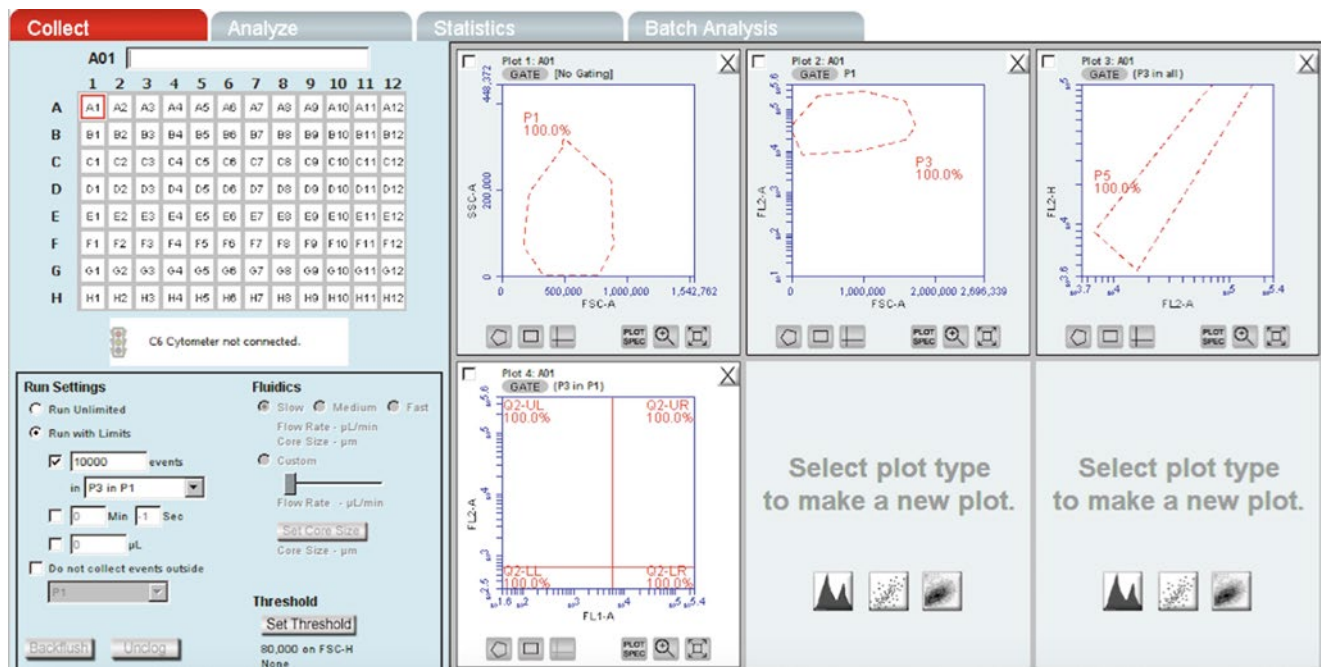 Collect
Analyze
Statistics
Batch Analysis
A01
1 2 3 4 5 6 7 8 9 10 11 12
A A1 A2 A3 A4 A5 A6 A7 A8 A9 A10 A11 A12
B B1 B2 B3 B4 B5 B6 B7 B8 B9 B10 B11 B12
C C1 C2 C3 C4 C5 C6 C7 C8 C9 C10 C11 C12
D D1 D2 D3 D4 D5 D6 D7 D8 D9 D10 D11 D12
E E1 E2 E3 E4 E5 E6 E7 E8 E9 E10 E11 E12
F F1 F2 F3 F4 F5 F6 F7 F8 F9 F10 F11 F12
G G1 G2 G3 G4 G5 G6 G7 G8 G9 G10 G11 G12
H H1 H2 H3 H4 H5 H6 H7 H8 H9 H10 H11 H12
C6 Cytometer not connected.
Run Settings
Run Unlimited
Run with Limits
10000 events
in P3 in P1
0 Min -1 Sec
0 µL
Do not collect events outside
P1
Backflush Unclog
Fluidics
Slow Medium Fast
Flow Rate - µL/min
Core Size - µm
Custom
Flow Rate - µL/min
Set Core Size
Core Size - µm
Threshold
Set Threshold
80,000 on FSC-H
None
Plot 1: A01
GATE [No Gating]
X
448,372
200,000
0
SSC-A
P1
100.0%
0 500,000 1,000,000 1,542,762
FSC-A
PLOT
SPEC
Plot 2: A01
GATE P1
X
FL2-A
P3
100.0%
0 1,000,000 2,000,000 2,696,339
FSC-A
PLOT
SPEC
Plot 3: A01
GATE (P3 in all)
X
FL2-H
P5
100.0%
FL2-A
PLOT
SPEC
Plot 4: A01
GATE (P3 in P1)
X
Q2-UL
100.0%
Q2-UR
100.0%
FL2-A
Q2-LL
100.0%
Q2-LR
100.0%
FL1-A
PLOT
SPEC
Select plot type
to make a new plot.
Select plot type
to make a new plot.